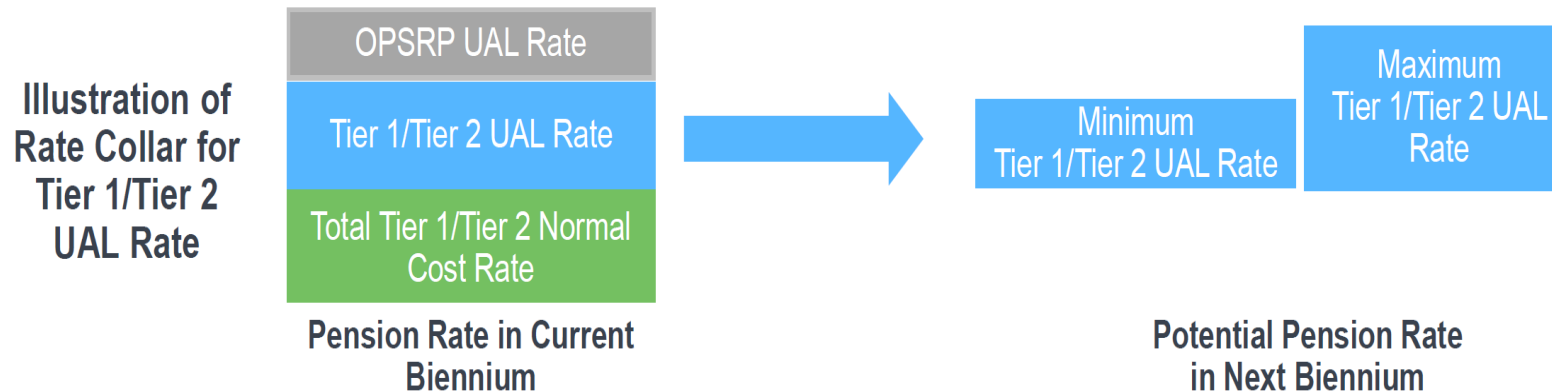 Illustration of
Rate Collar for
Tier 1/Tier 2
UAL Rate
OPSRP UAL Rate
Tier 1/Tier 2 UAL Rate
Total Tier 1/Tier 2 Normal
Cost Rate
Pension Rate in Current
Biennium
Minimum
Tier 1/Tier 2 UAL Rate
Maximum
Tier 1/Tier 2 UAL
Rate
Potential Pension Rate
in Next Biennium